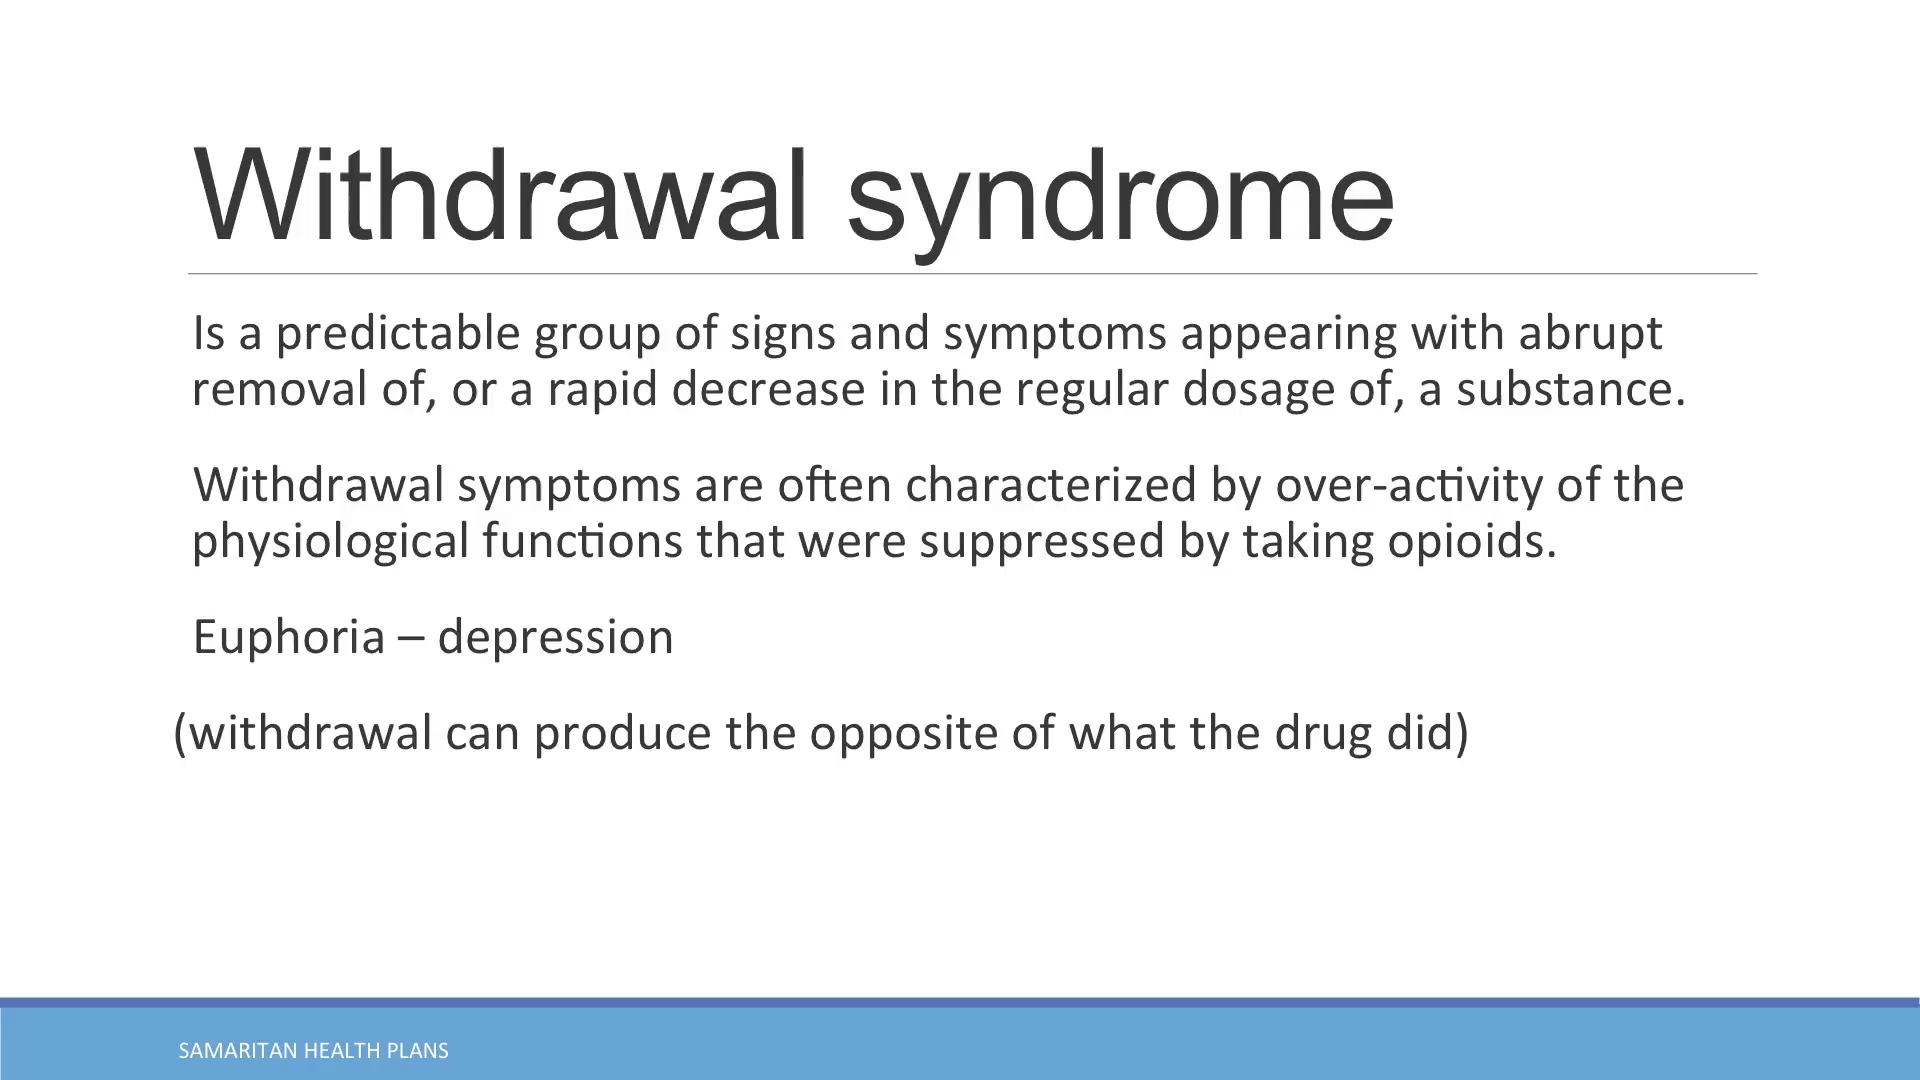 Withdrawal syndrome
Is a predictable group of signs and symptoms appearing with abrupt
removal of, or a rapid decrease in the regular dosage of, a substance.
Withdrawal symptoms are often characterized by over-activity of the
physiological functions that were suppressed by taking opioids.
Euphoria – depression
(withdrawal can produce the opposite of what the drug did)
SAMARITAN HEALTH PLANS